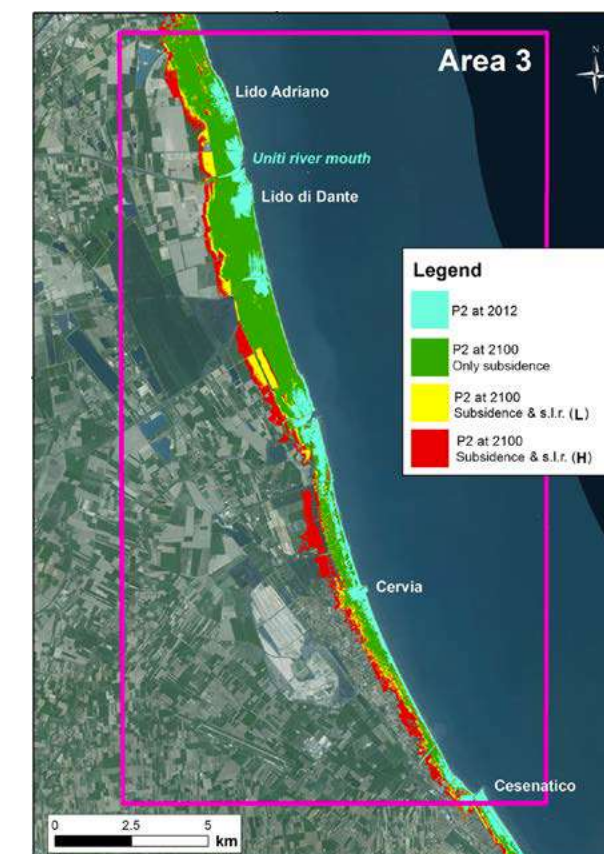 Area 3
N
Lido Adriano
Uniti river mouth
Lido di Dante
Legend
P2 at 2012
P2 at 2100
Only subsidence
P2 at 2100
Subsidence & s.l.r. (L)
P2 at 2100
Subsidence & s.l.r. (H)
Cervia
Cesenatico
0 2.5 5
km